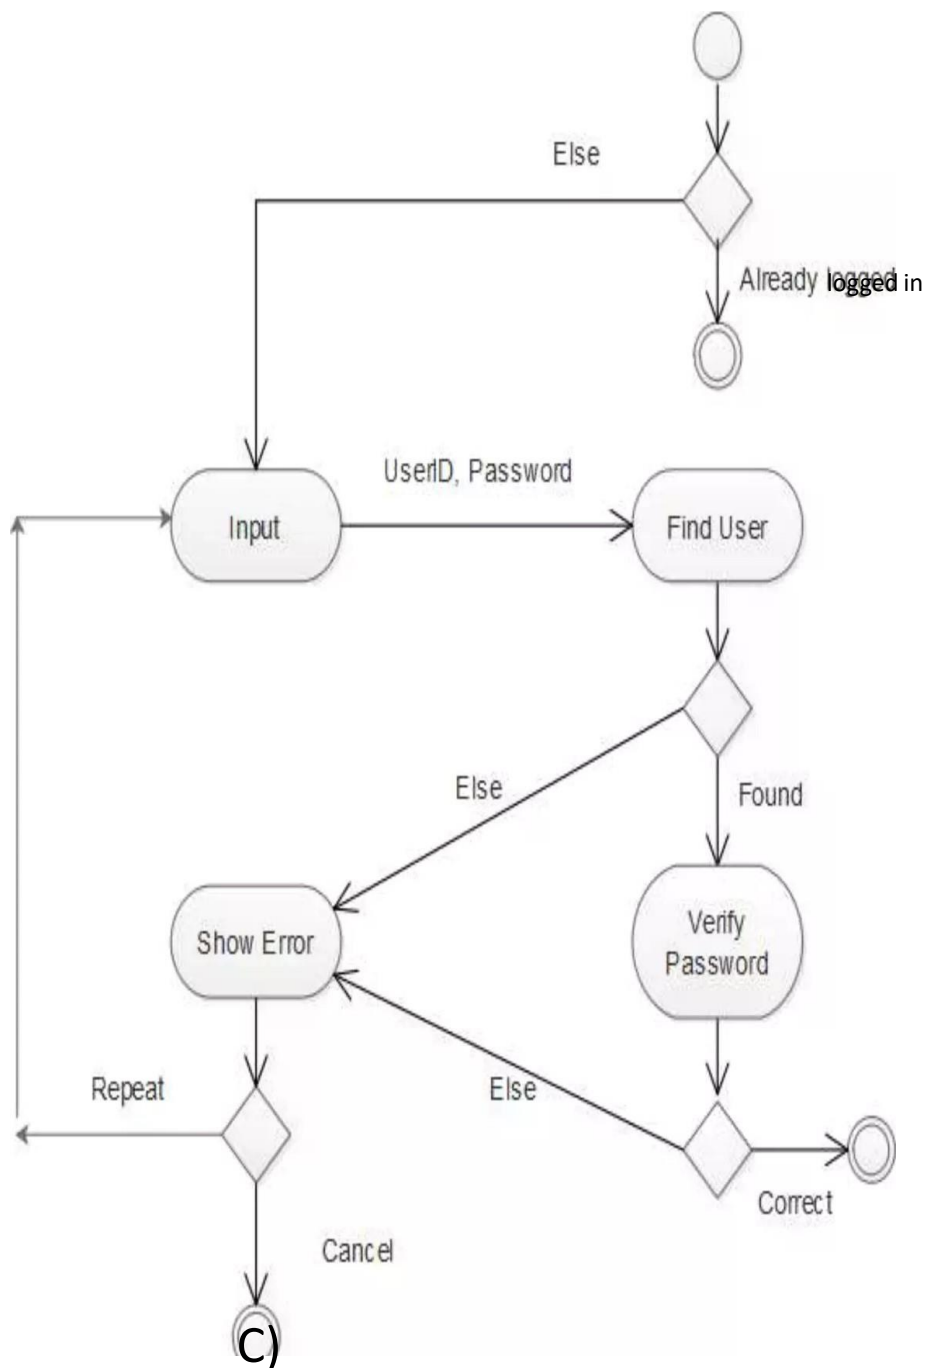 Else
Already logged in
UserID, Password
Input
Find User
Else
Found
Show Error
Verify
Password
Repeat
Else
Correct
Cancel
C)